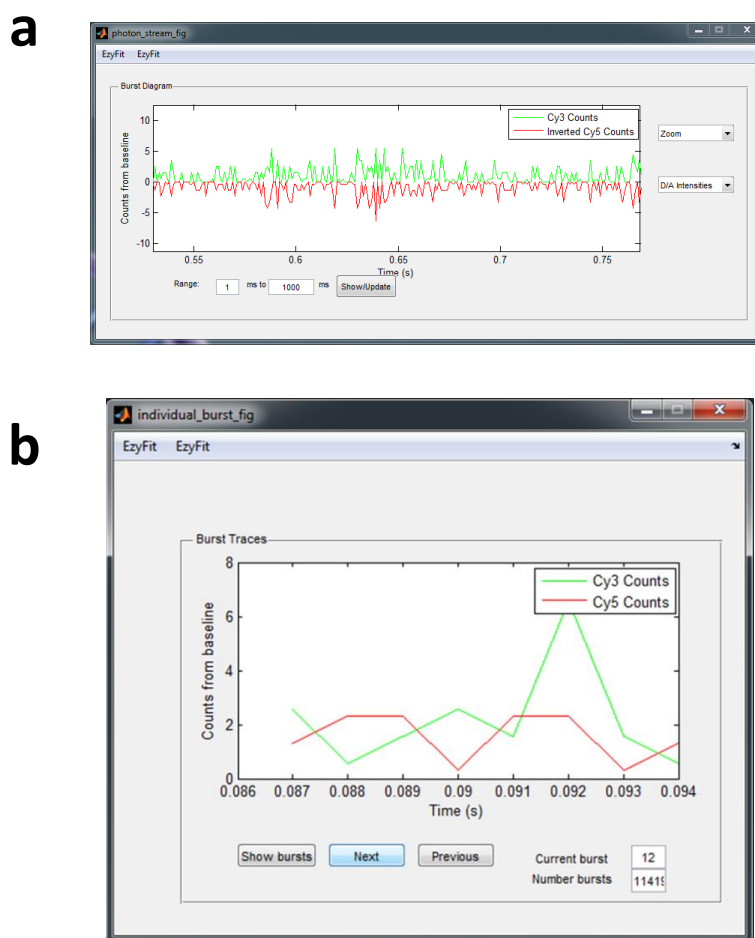 a
photon_stream_fig
EzyFit EzyFit
Burst Diagram
10
5
0
-5
-10
Counts from baseline
Cy3 Counts
Inverted Cy5 Counts
0.55 0.6 0.65 0.7 0.75
Time (s)
Zoom
D/A Intensities
Range: 1 ms to 1000 ms Show/Update
b
individual_burst_fig
EzyFit EzyFit
Burst Traces
8
6
4
2
0
Counts from baseline
Cy3 Counts
Cy5 Counts
0.086 0.087 0.088 0.089 0.09 0.091 0.092 0.093 0.094
Time (s)
Show bursts Next Previous
Current burst 12
Number bursts 11419